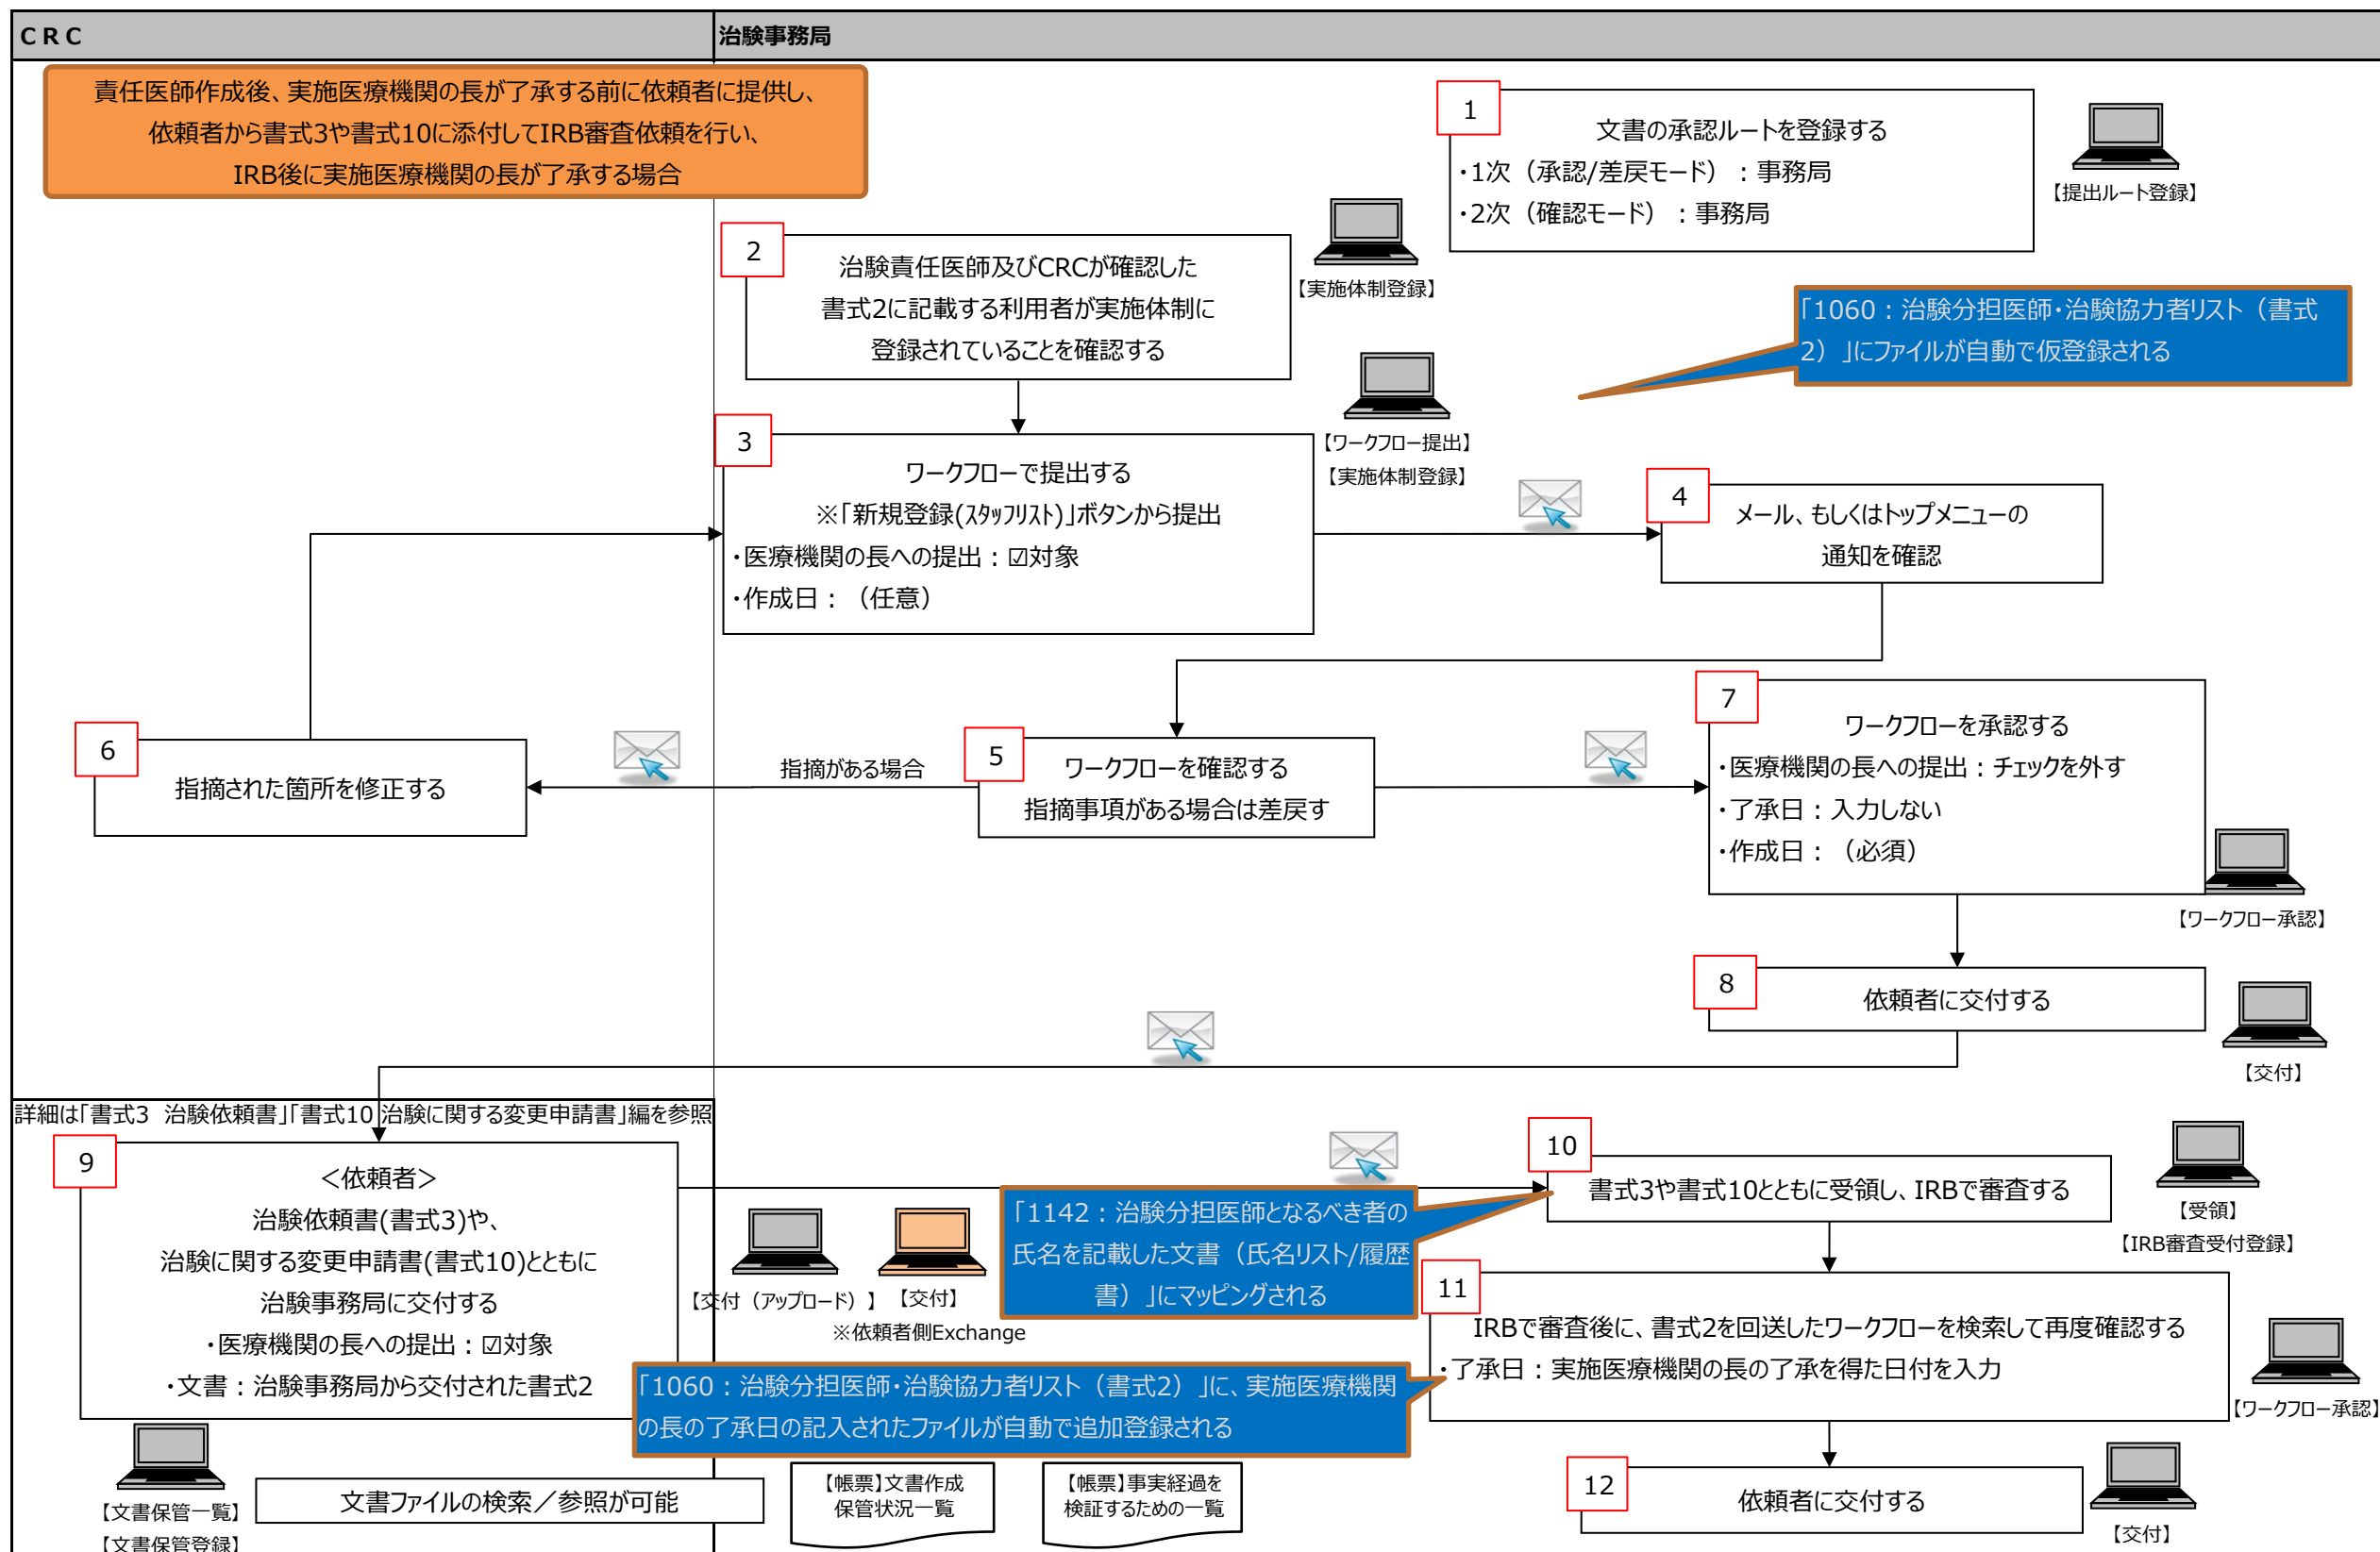 ＣＲＣ
治験事務局
責任医師作成後、実施医療機関の長が了承する前に依頼者に提供し、
依頼者から書式3や書式10に添付してIRB審査依頼を行い、
IRB後に実施医療機関の長が了承する場合
1
文書の承認ルートを登録する
・1次（承認/差戻モード）：事務局
・2次（確認モード）：事務局
【提出ルート登録】
2
治験責任医師及びCRCが確認した
書式2に記載する利用者が実施体制に
登録されていることを確認する
【実施体制登録】
「1060：治験分担医師・治験協力者リスト（書式
2）」にファイルが自動で仮登録される
3
ワークフローで提出する
※「新規登録(ｽﾀｯﾌﾘｽﾄ)」ボタンから提出
・医療機関の長への提出：☑対象
・作成日：（任意）
【ワークフロー提出】
【実施体制登録】
4
メール、もしくはトップメニューの
通知を確認
5
ワークフローを確認する
指摘事項がある場合は差戻す
指摘がある場合
6
指摘された箇所を修正する
7
ワークフローを承認する
・医療機関の長への提出：チェックを外す
・了承日：入力しない
・作成日：（必須）
【ワークフロー承認】
8
依頼者に交付する
【交付】
詳細は「書式3　治験依頼書」「書式10 治験に関する変更申請書」編を参照
9
＜依頼者＞
治験依頼書(書式3)や、
治験に関する変更申請書(書式10)とともに
治験事務局に交付する
・医療機関の長への提出：☑対象
・文書：治験事務局から交付された書式2
【交付（アップロード）】
【交付】
※依頼者側Exchange
「1142：治験分担医師となるべき者の
氏名を記載した文書（氏名リスト/履歴
書）」にマッピングされる
10
書式3や書式10とともに受領し、IRBで審査する
【受領】
【IRB審査受付登録】
11
IRBで審査後に、書式2を回送したワークフローを検索して再度確認する
・了承日：実施医療機関の長の了承を得た日付を入力
【ワークフロー承認】
「1060：治験分担医師・治験協力者リスト（書式2）」に、実施医療機関
の長の了承日の記入されたファイルが自動で追加登録される
12
依頼者に交付する
【交付】
【文書保管一覧】
【文書保管登録】
文書ファイルの検索／参照が可能
【帳票】文書作成
保管状況一覧
【帳票】事実経過を
検証するための一覧